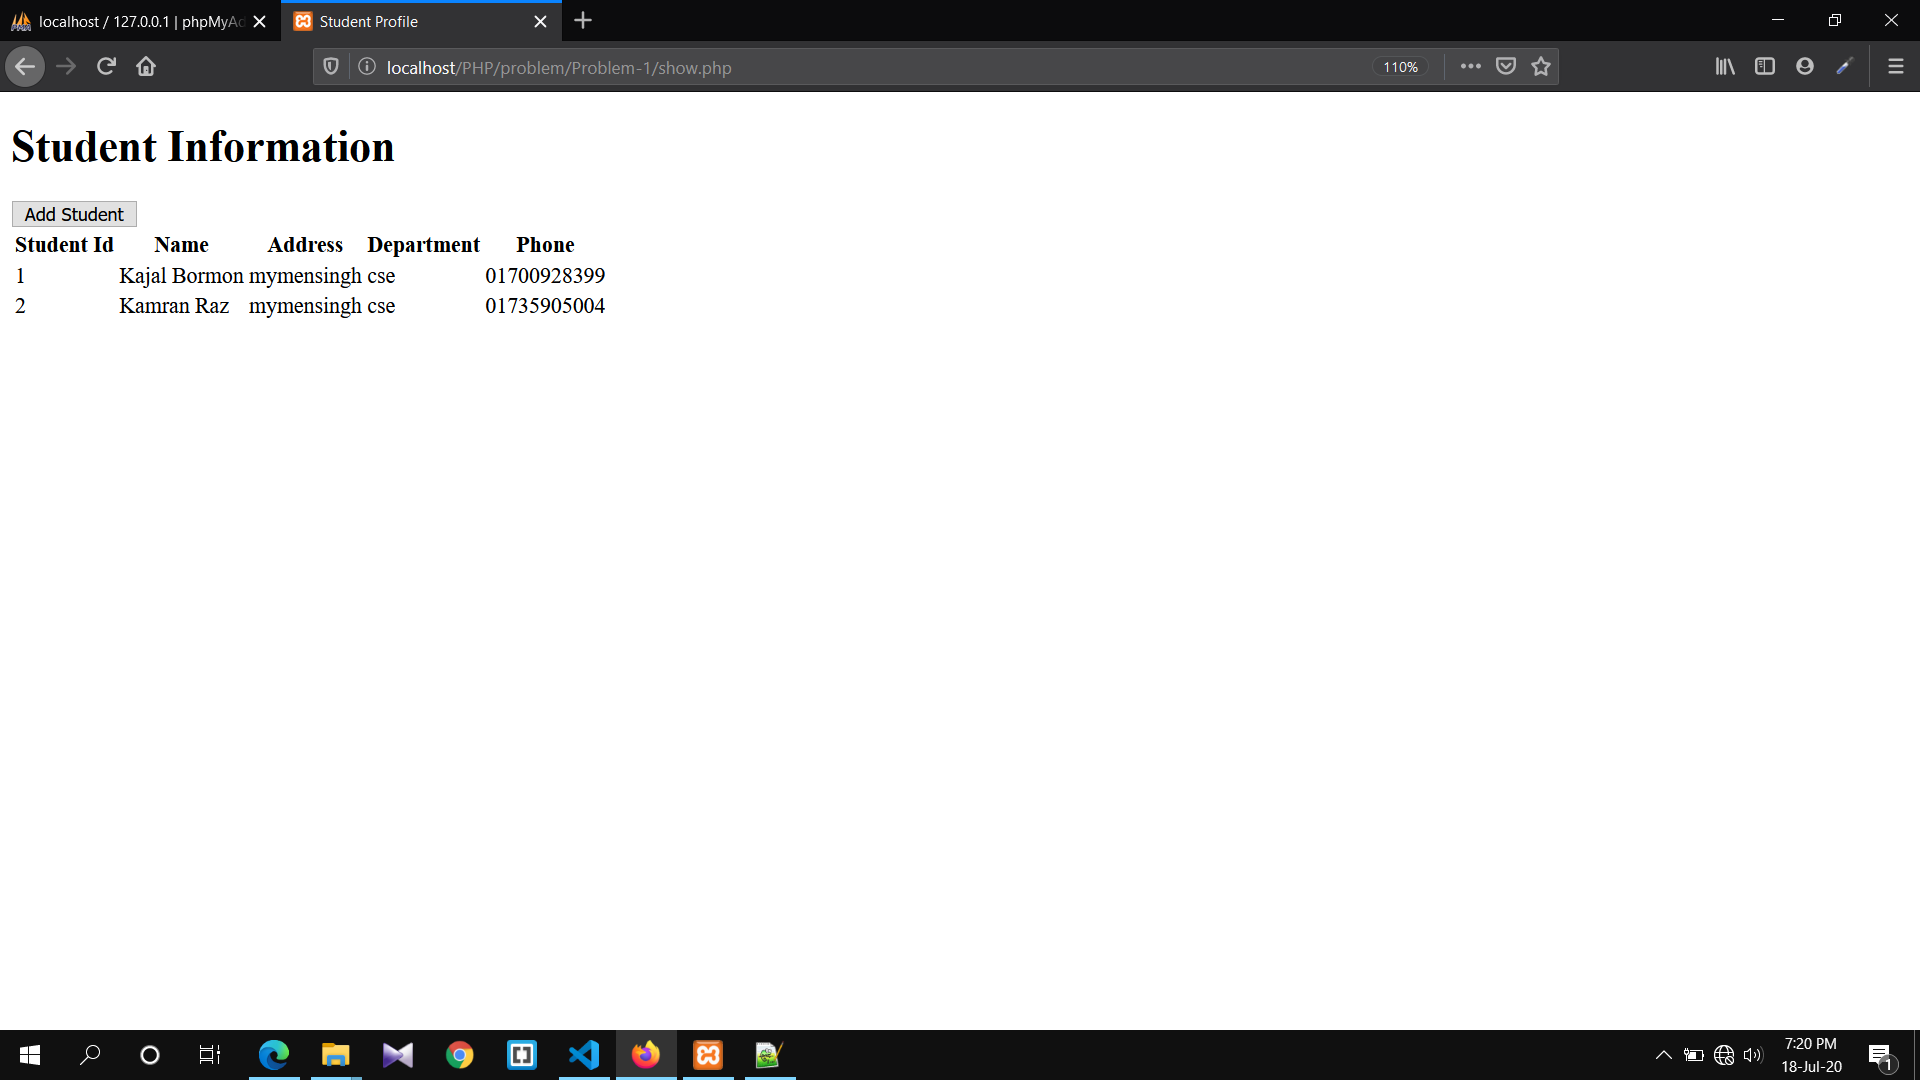 localhost / 127.0.0.1 | phpMyAd
Student Profile
localhost/PHP/problem/Problem-1/show.php
110%
Student Information
Add Student
Student Id Name Address Department Phone
1 Kajal Bormon mymensingh cse 01700928399
2 Kamran Raz mymensingh cse 01735905004
7:20 PM
18-Jul-20
1